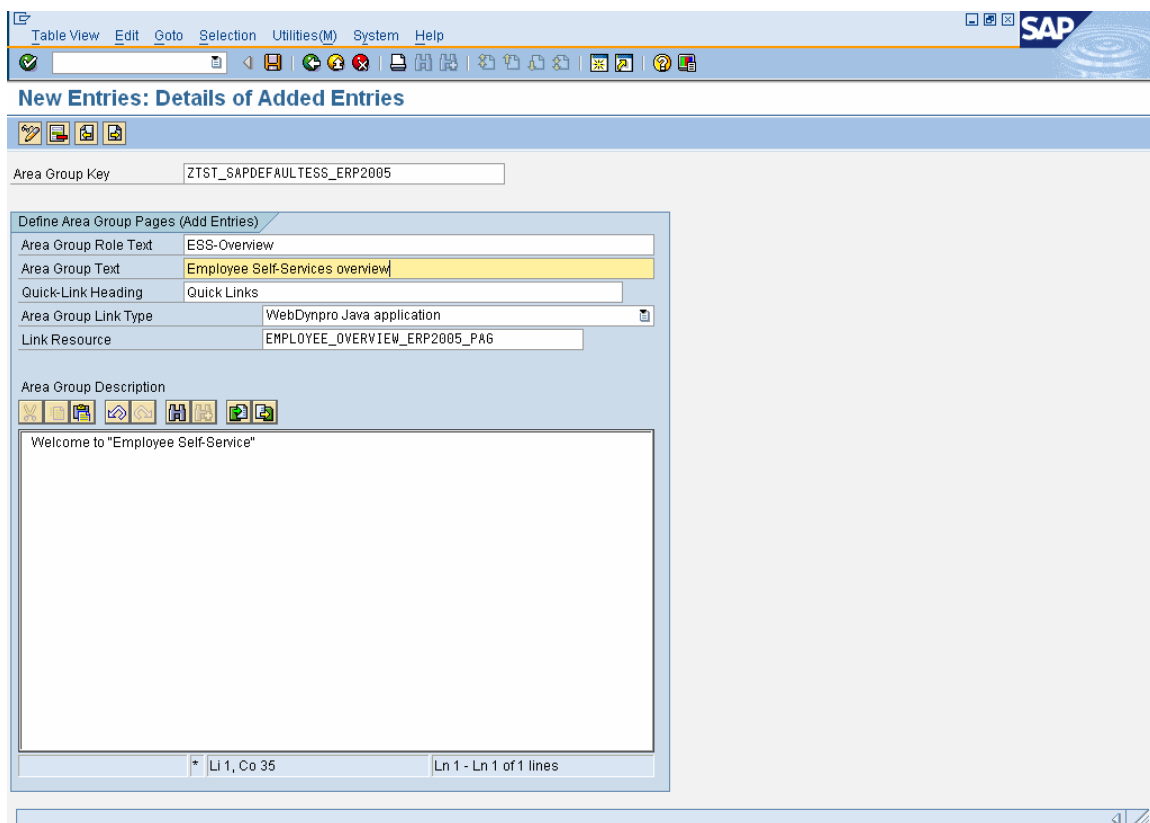 Table View Edit Goto Selection Utilities(M) System Help
SAP
New Entries: Details of Added Entries
Area Group Key ZTST_SAPDEFAULTESS_ERP2005
Define Area Group Pages (Add Entries)
Area Group Role Text ESS-Overview
Area Group Text Employee Self-Services overview
Quick-Link Heading Quick Links
Area Group Link Type WebDynpro Java application
Link Resource EMPLOYEE_OVERVIEW_ERP2005_PAG
Area Group Description
Welcome to "Employee Self-Service"
* Li 1, Co 35 Ln 1 - Ln 1 of 1 lines